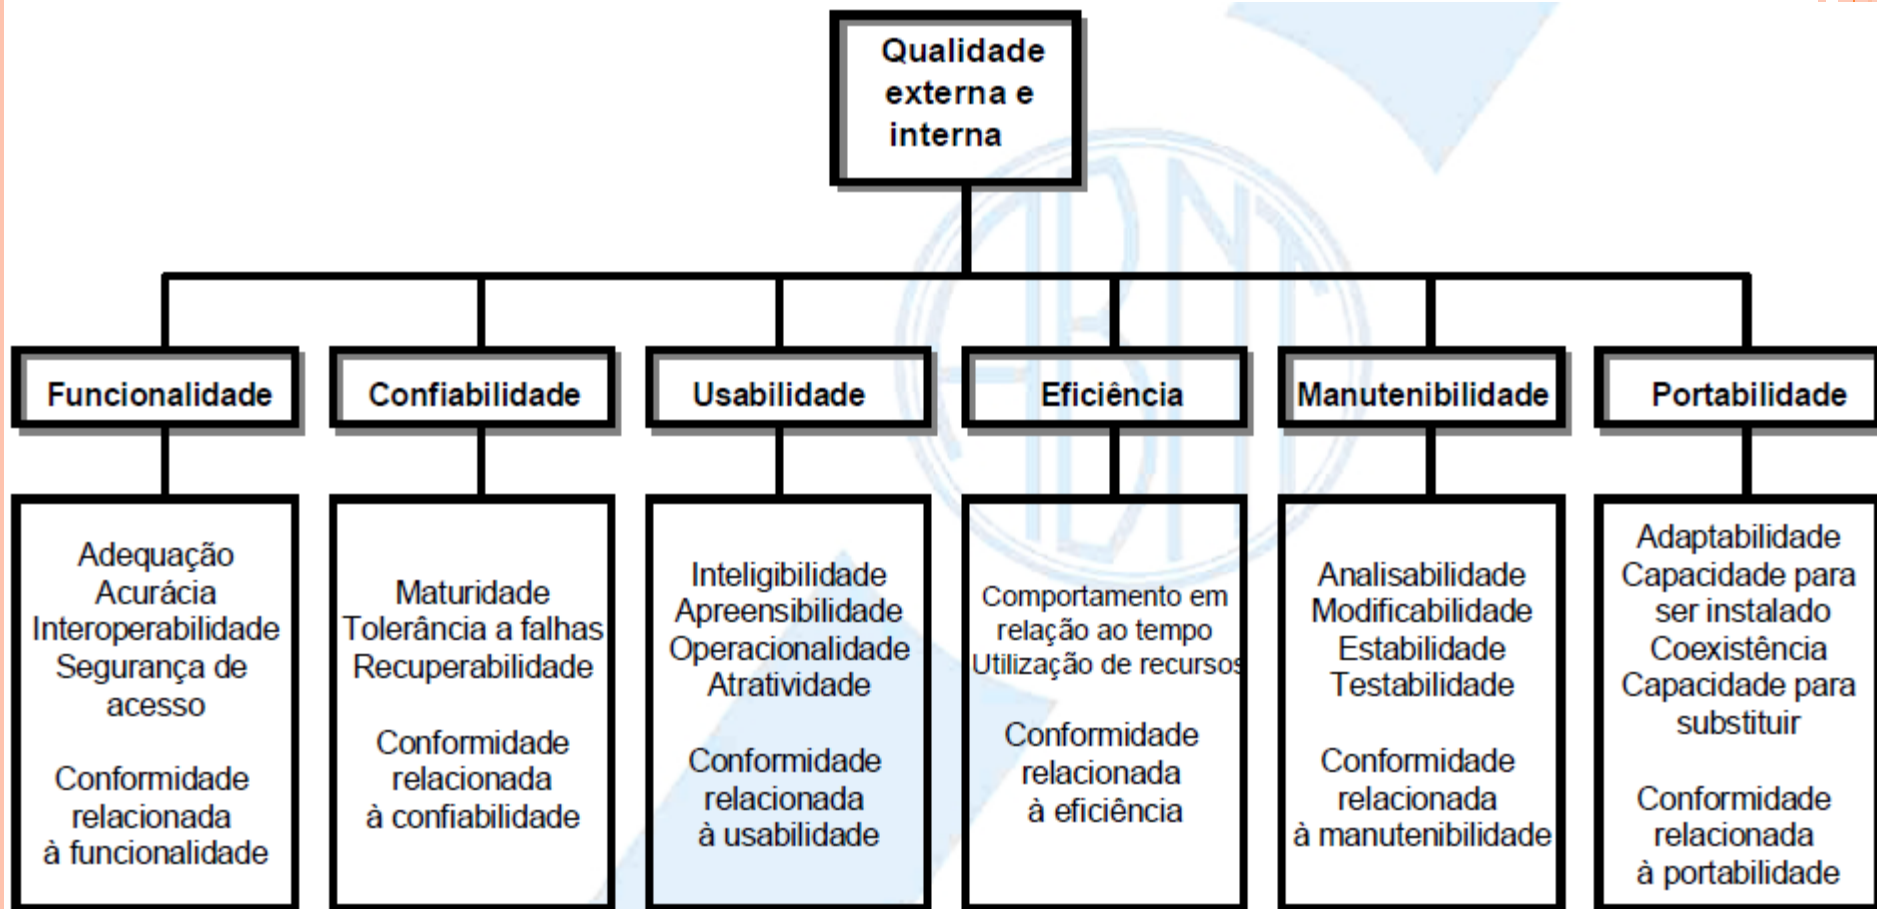 Qualidade
externa e
interna
Funcionalidade
Confiabilidade
Usabilidade
Eficiência
Manutenibilidade
Portabilidade
Adequação
Acurácia
Interoperabilidade
Segurança de
acesso
Conformidade
relacionada
à funcionalidade
Maturidade
Tolerância a falhas
Recuperabilidade
Conformidade
relacionada
à confiabilidade
Inteligibilidade
Apreensibilidade
Operacionalidade
Atratividade
Conformidade
relacionada
à usabilidade
Comportamento em
relação ao tempo
Utilização de recursos
Conformidade
relacionada
à eficiência
Analisabilidade
Modificabilidade
Estabilidade
Testabilidade
Conformidade
relacionada
à manutenibilidade
Adaptabilidade
Capacidade para
ser instalado
Coexistência
Capacidade para
substituir
Conformidade
relacionada
à portabilidade
ABNT